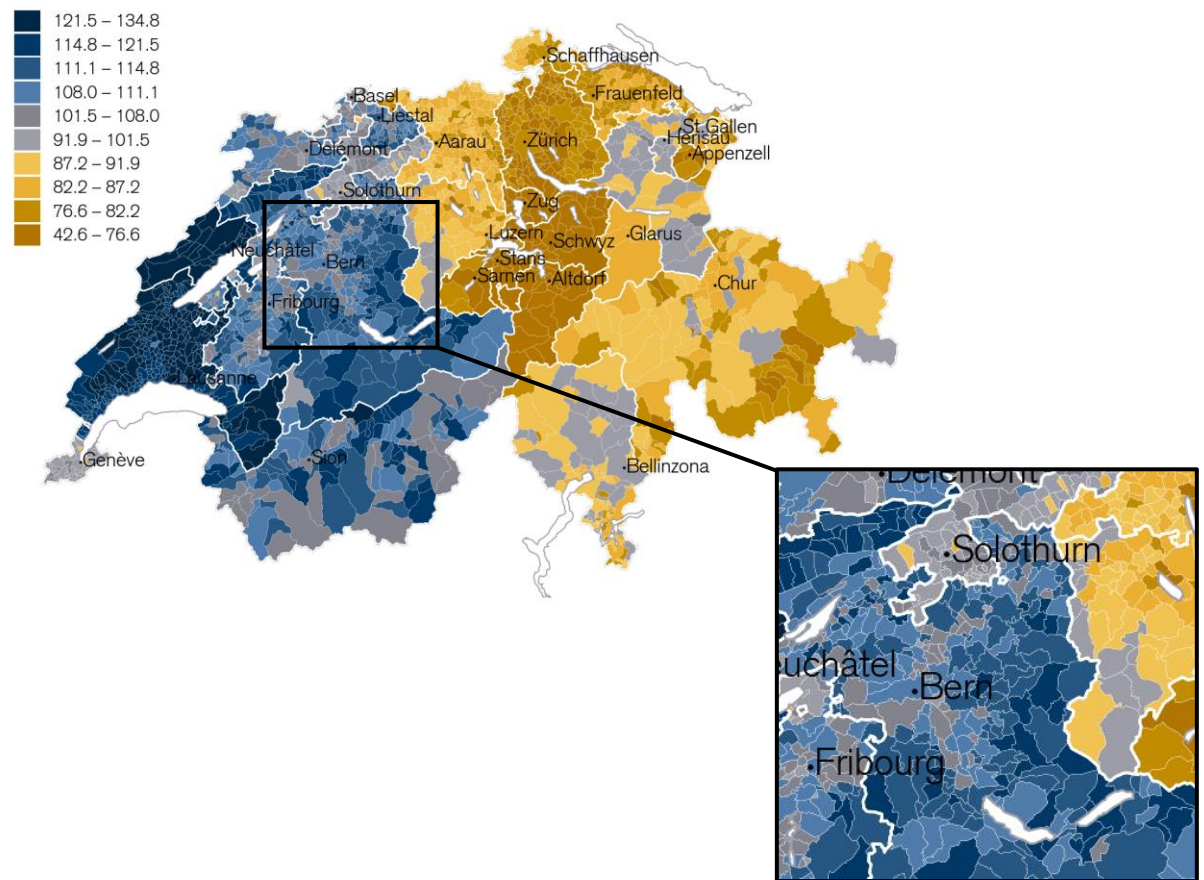 121.5 – 134.8
114.8 – 121.5
111.1 – 114.8
108.0 – 111.1
101.5 – 108.0
91.9 – 101.5
87.2 – 91.9
82.2 – 87.2
76.6 – 82.2
42.6 – 76.6
Schaffhausen
Basel
Frauenfeld
Liestal
St.Gallen
Delémont
Aarau
Zürich
Herisau
Appenzell
Solothurn
Zug
Neuchâtel
Luzern
Schwyz
Glarus
Bern
Stans
Sarnen
Altdorf
Chur
Fribourg
Lausanne
Sion
Genève
Bellinzona
Delémont
Solothurn
uchâtel
Bern
Fribourg